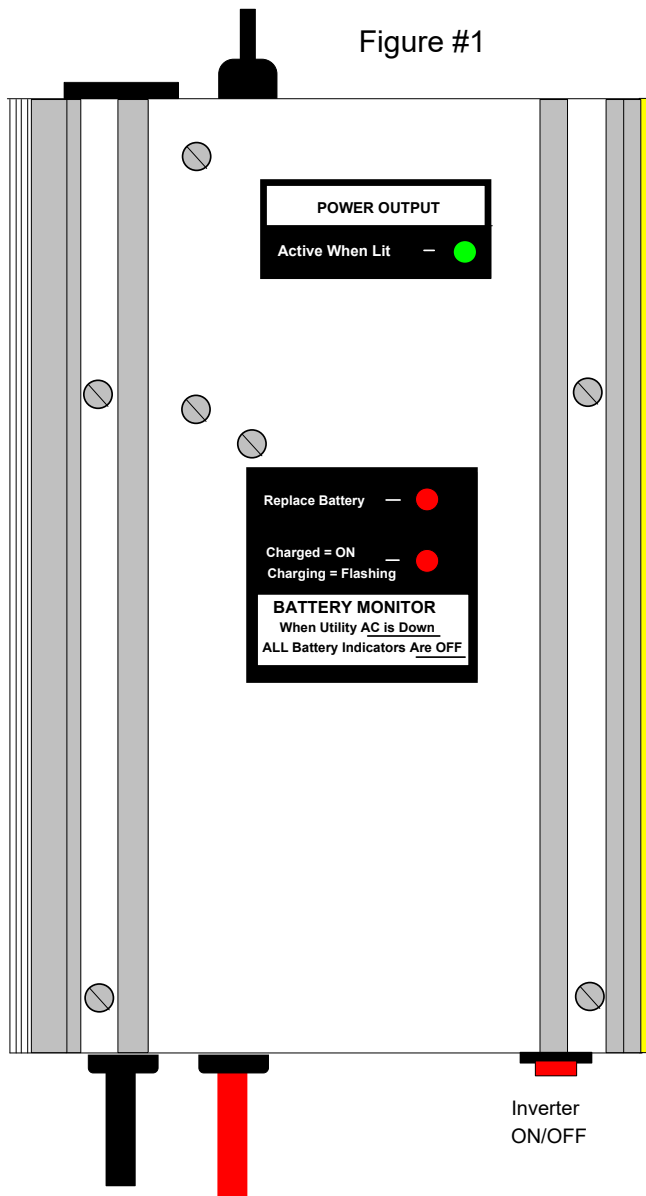 Figure #1
POWER OUTPUT
Active When Lit –
Replace Battery —
Charged = ON –
Charging = Flashing
BATTERY MONITOR
When Utility AC is Down
ALL Battery Indicators Are OFF
Inverter
ON/OFF